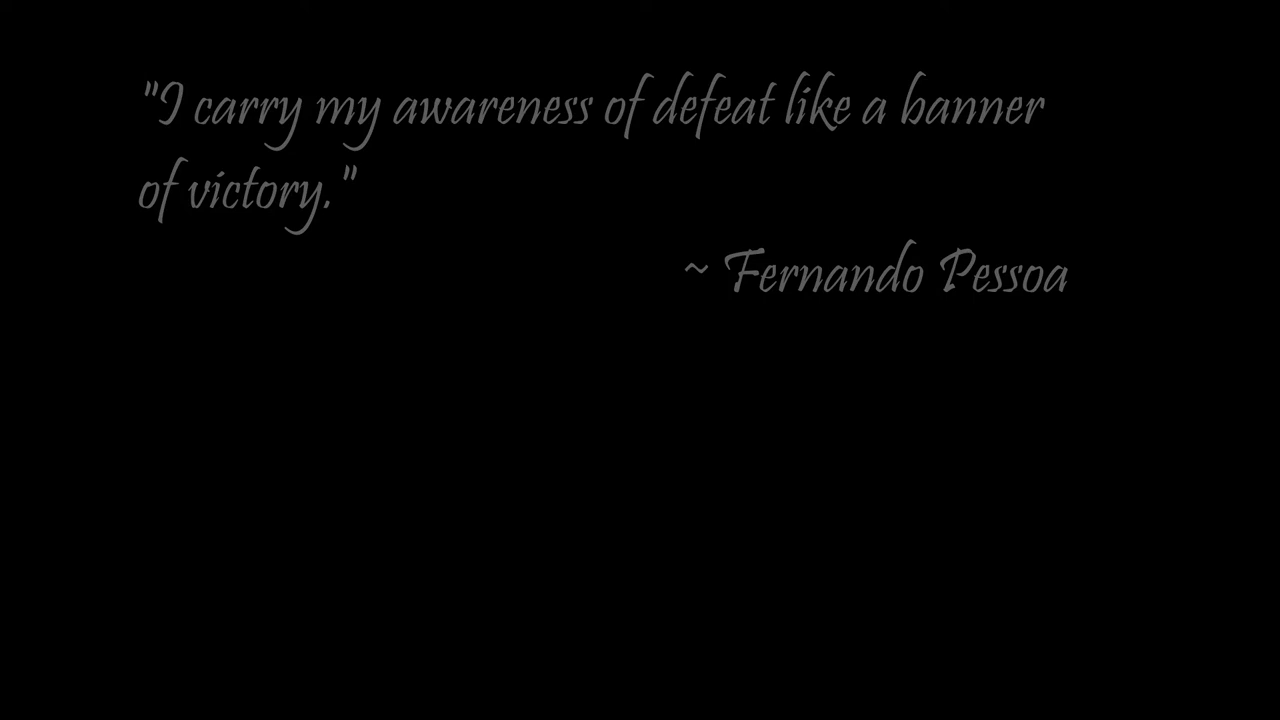 "I carry my awareness of defeat like a banner
of victory."
~ Fernando Pessoa